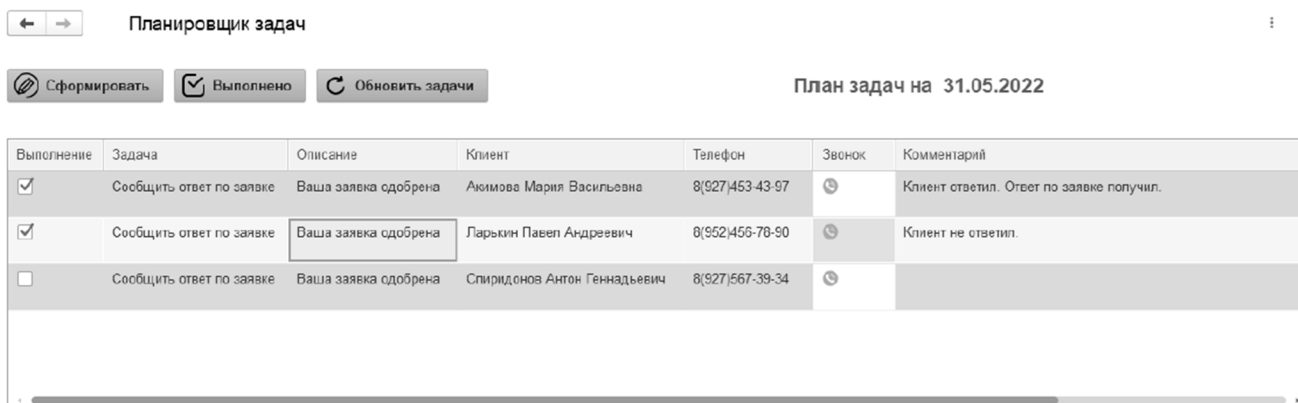 Планировщик задач
Сформировать Выполнено Обновить задачи План задач на 31.05.2022
Выполнение Задача Описание Клиент Телефон Звонок Комментарий
Сообщить ответ по заявке Ваша заявка одобрена Акимова Мария Васильевна 8(927)453-43-97 Клиент ответил. Ответ по заявке получил.
Сообщить ответ по заявке Ваша заявка одобрена Ларькин Павел Андреевич 8(952)456-78-90 Клиент не ответил.
Сообщить ответ по заявке Ваша заявка одобрена Спиридонов Антон Геннадьевич 8(927)567-39-34